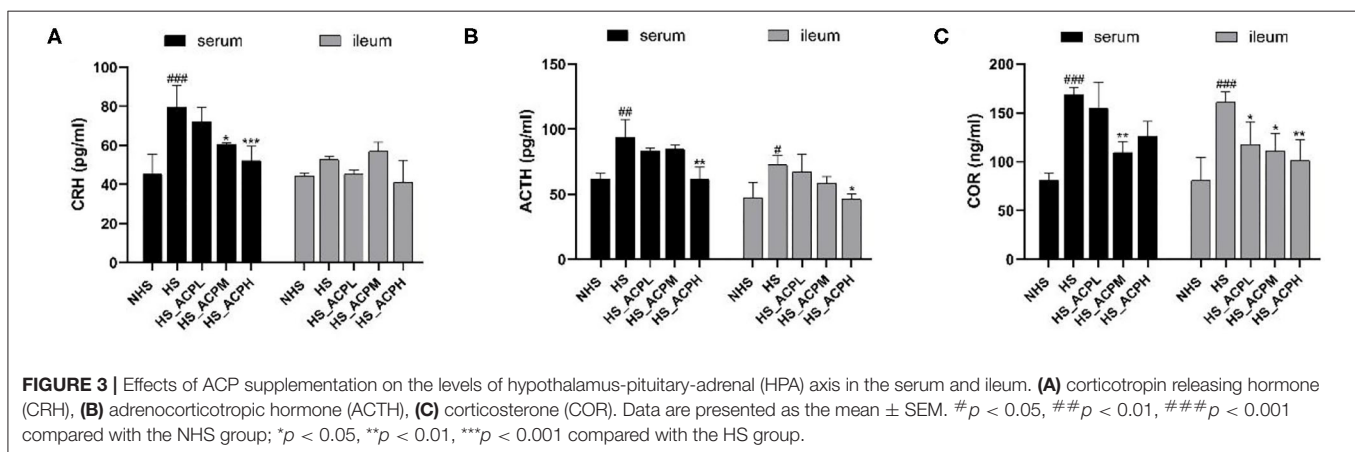 A
serum
ileum
CRH (pg/ml)
100
80
60
40
20
0
###
*
***
NHS
HS
HS_ACPL
HS_ACPM
HS_ACPH
NHS
HS
HS_ACPL
HS_ACPM
HS_ACPH
B
serum
ileum
ACTH (pg/ml)
150
100
50
0
##
**
#
*
NHS
HS
HS_ACPL
HS_ACPM
HS_ACPH
NHS
HS
HS_ACPL
HS_ACPM
HS_ACPH
C
serum
ileum
COR (ng/ml)
200
150
100
50
0
###
**
###
*
*
**
NHS
HS
HS_ACPL
HS_ACPM
HS_ACPH
NHS
HS
HS_ACPL
HS_ACPM
HS_ACPH
FIGURE 3 | Effects of ACP supplementation on the levels of hypothalamus-pituitary-adrenal (HPA) axis in the serum and ileum. (A) corticotropin releasing hormone
(CRH), (B) adrenocorticotropic hormone (ACTH), (C) corticosterone (COR). Data are presented as the mean ± SEM. #p < 0.05, ##p < 0.01, ###p < 0.001
compared with the NHS group; *p < 0.05, **p < 0.01, ***p < 0.001 compared with the HS group.